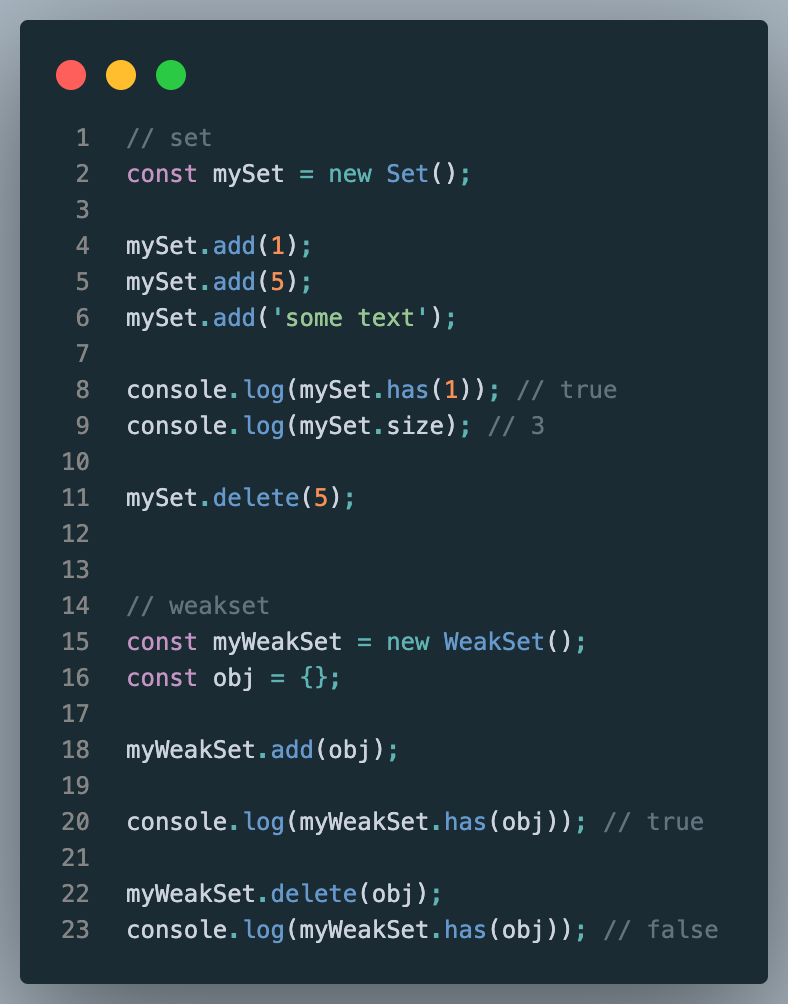 1 // set
2 const mySet = new Set();
3
4 mySet.add(1);
5 mySet.add(5);
6 mySet.add('some text');
7
8 console.log(mySet.has(1)); // true
9 console.log(mySet.size); // 3
10
11 mySet.delete(5);
12
13
14 // weakset
15 const myWeakSet = new WeakSet();
16 const obj = {};
17
18 myWeakSet.add(obj);
19
20 console.log(myWeakSet.has(obj)); // true
21
22 myWeakSet.delete(obj);
23 console.log(myWeakSet.has(obj)); // false